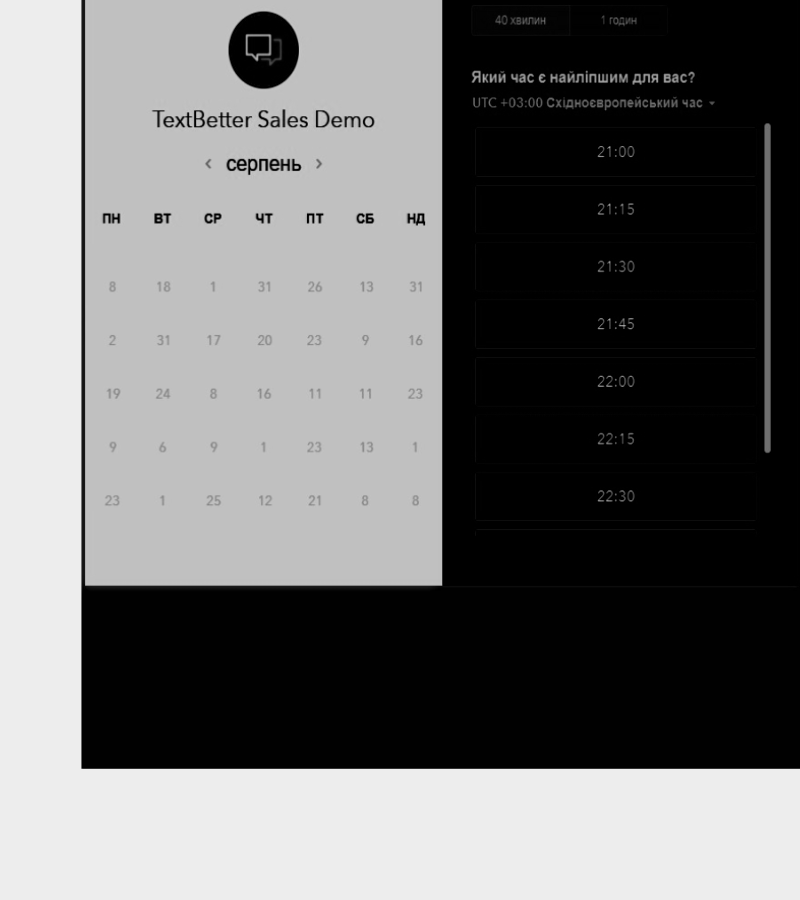 TextBetter Sales Demo
серпень
ПН ВТ СР ЧТ ПТ СБ НД
8 18 1 31 26 13 31
2 31 17 20 23 9 16
19 24 8 16 11 11 23
9 6 9 1 23 13 1
23 1 25 12 21 8 8
40 хвилин 1 годин
Який час є найліпшим для вас?
UTC +03:00 Східноєвропейський час
21:00
21:15
21:30
21:45
22:00
22:15
22:30